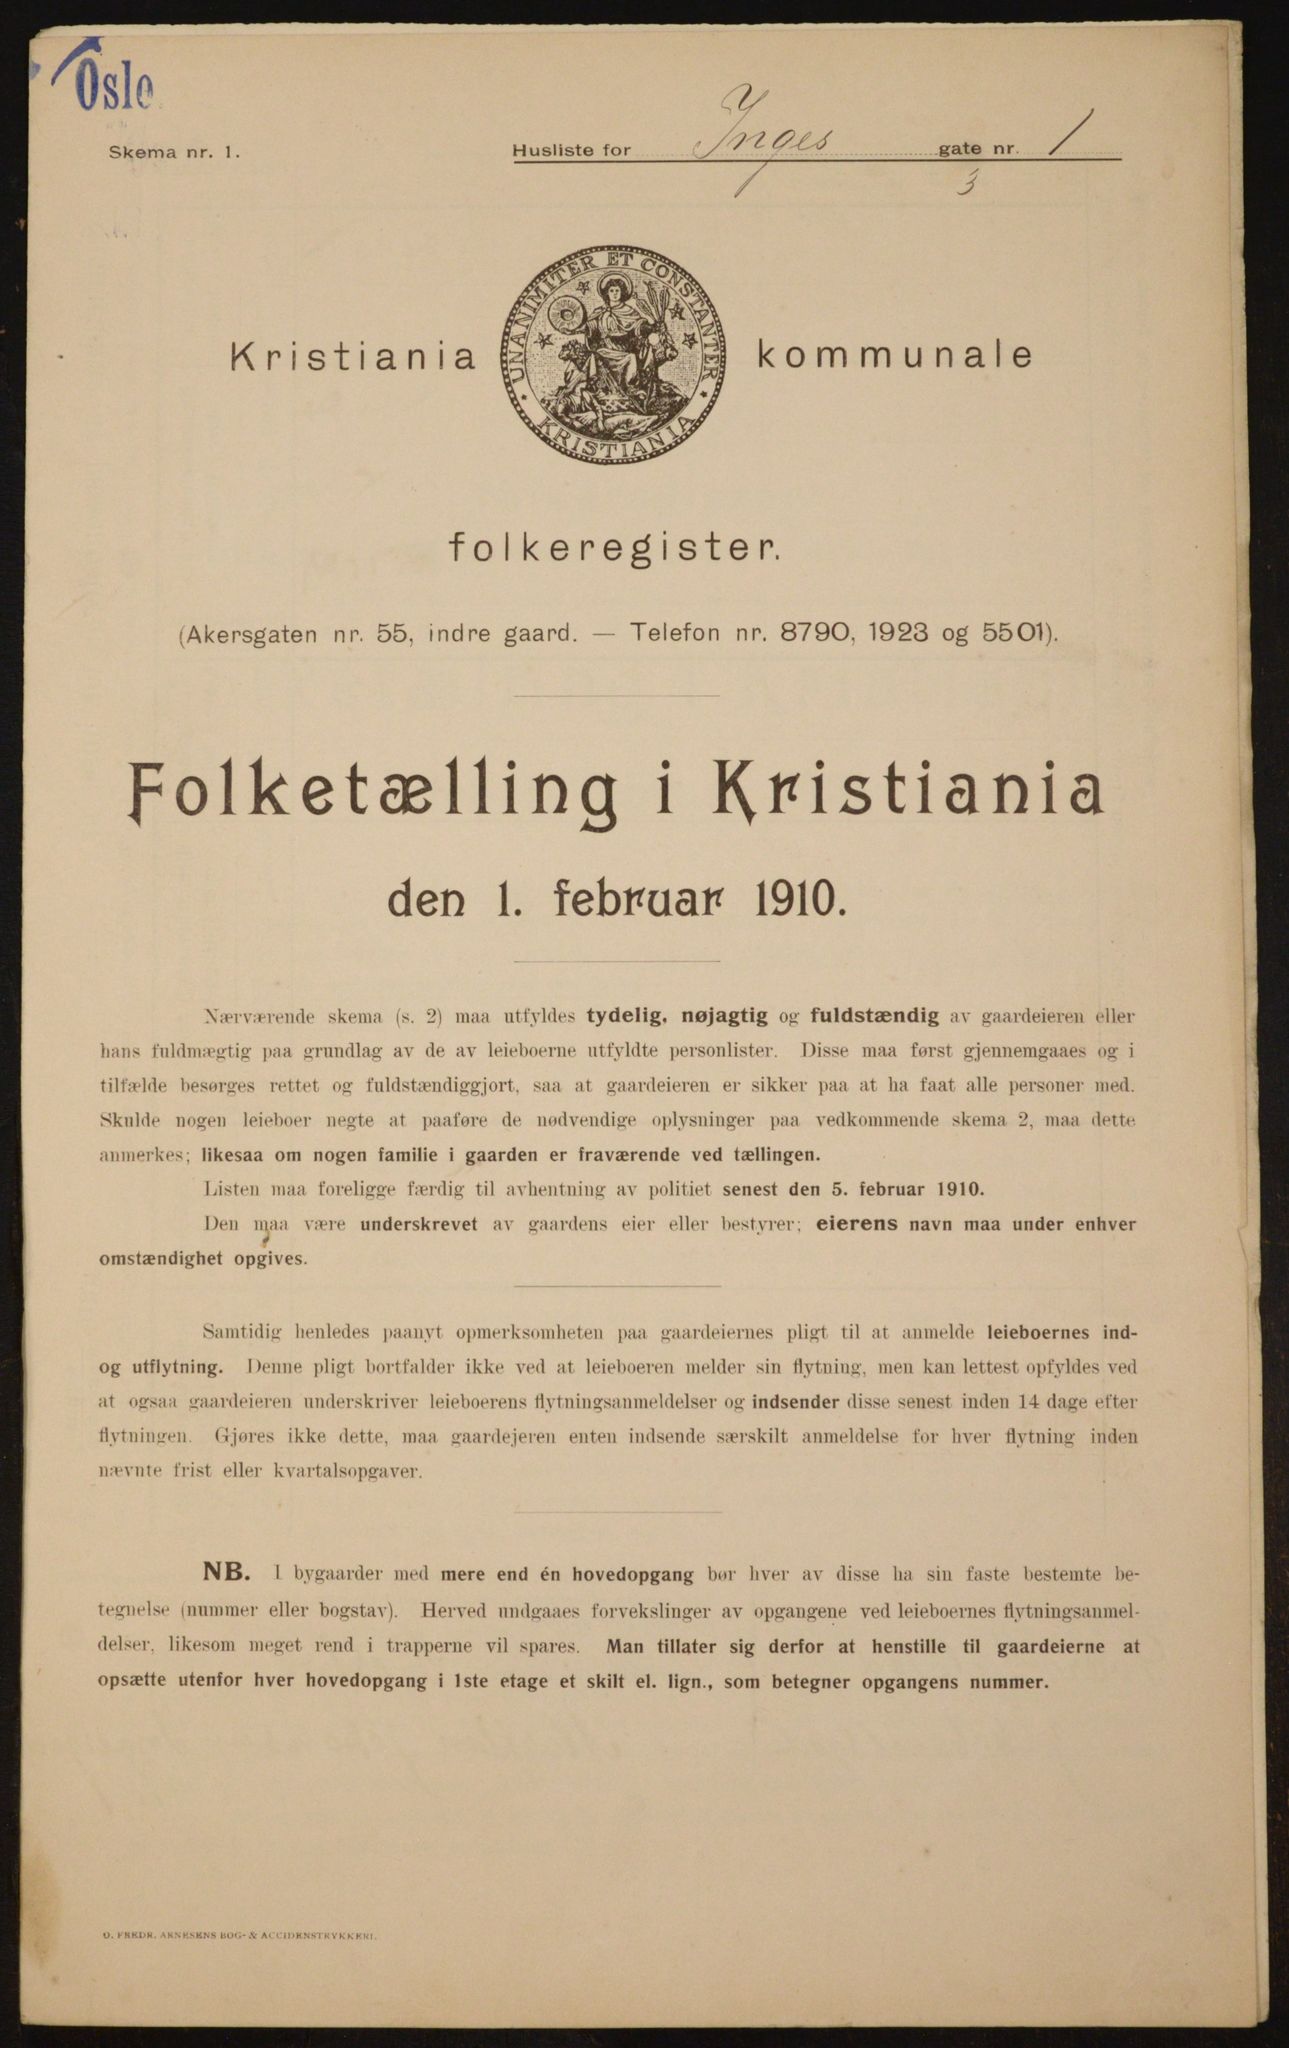 Oslo
Skema nr. 1.
Husliste for Inges gate nr. 1
3
UNANIMITER ET CONSTANTER
KRISTIANIA
Kristiania kommunale
folkeregister.
(Akersgaten nr. 55, indre gaard. — Telefon nr. 8790, 1923 og 5501).
Folketælling i Kristiania
den 1. februar 1910.
Nærværende skema (s. 2) maa utfyldes tydelig, nøjagtig og fuldstændig av gaardeieren eller
hans fuldmægtig paa grundlag av de av leieboerne utfyldte personlister. Disse maa først gjennemgaaes og i
tilfælde besørges rettet og fuldstændiggjort, saa at gaardeieren er sikker paa at ha faat alle personer med.
Skulde nogen leieboer negte at paaføre de nødvendige oplysninger paa vedkommende skema 2, maa dette
anmerkes; likesaa om nogen familie i gaarden er fraværende ved tællingen.
Listen maa foreligge færdig til avhentning av politiet senest den 5. februar 1910.
Den maa være underskrevet av gaardens eier eller bestyrer; eierens navn maa under enhver
omstændighet opgives.
Samtidig henledes paanyt opmerksomheten paa gaardeiernes pligt til at anmelde leieboernes ind-
og utflytning. Denne pligt bortfalder ikke ved at leieboeren melder sin flytning, men kan lettest opfyldes ved
at ogsaa gaardeieren underskriver leieboerens flytningsanmeldelser og indsender disse senest inden 14 dage efter
flytningen. Gjøres ikke dette, maa gaardejeren enten indsende særskilt anmeldelse for hver flytning inden
nævnte frist eller kvartalsopgaver.
NB. I bygaarder med mere end én hovedopgang bør hver av disse ha sin faste bestemte be-
tegnelse (nummer eller bogstav). Herved undgaaes forvekslinger av opgangene ved leieboernes flytningsanmel-
delser, likesom meget rend i trapperne vil spares. Man tillater sig derfor at henstille til gaardeierne at
opsætte utenfor hver hovedopgang i 1ste etage et skilt el. lign., som betegner opgangens nummer.
O. FREDR. ARNESENS BOG- & ACCIDENSTRYKKERI.